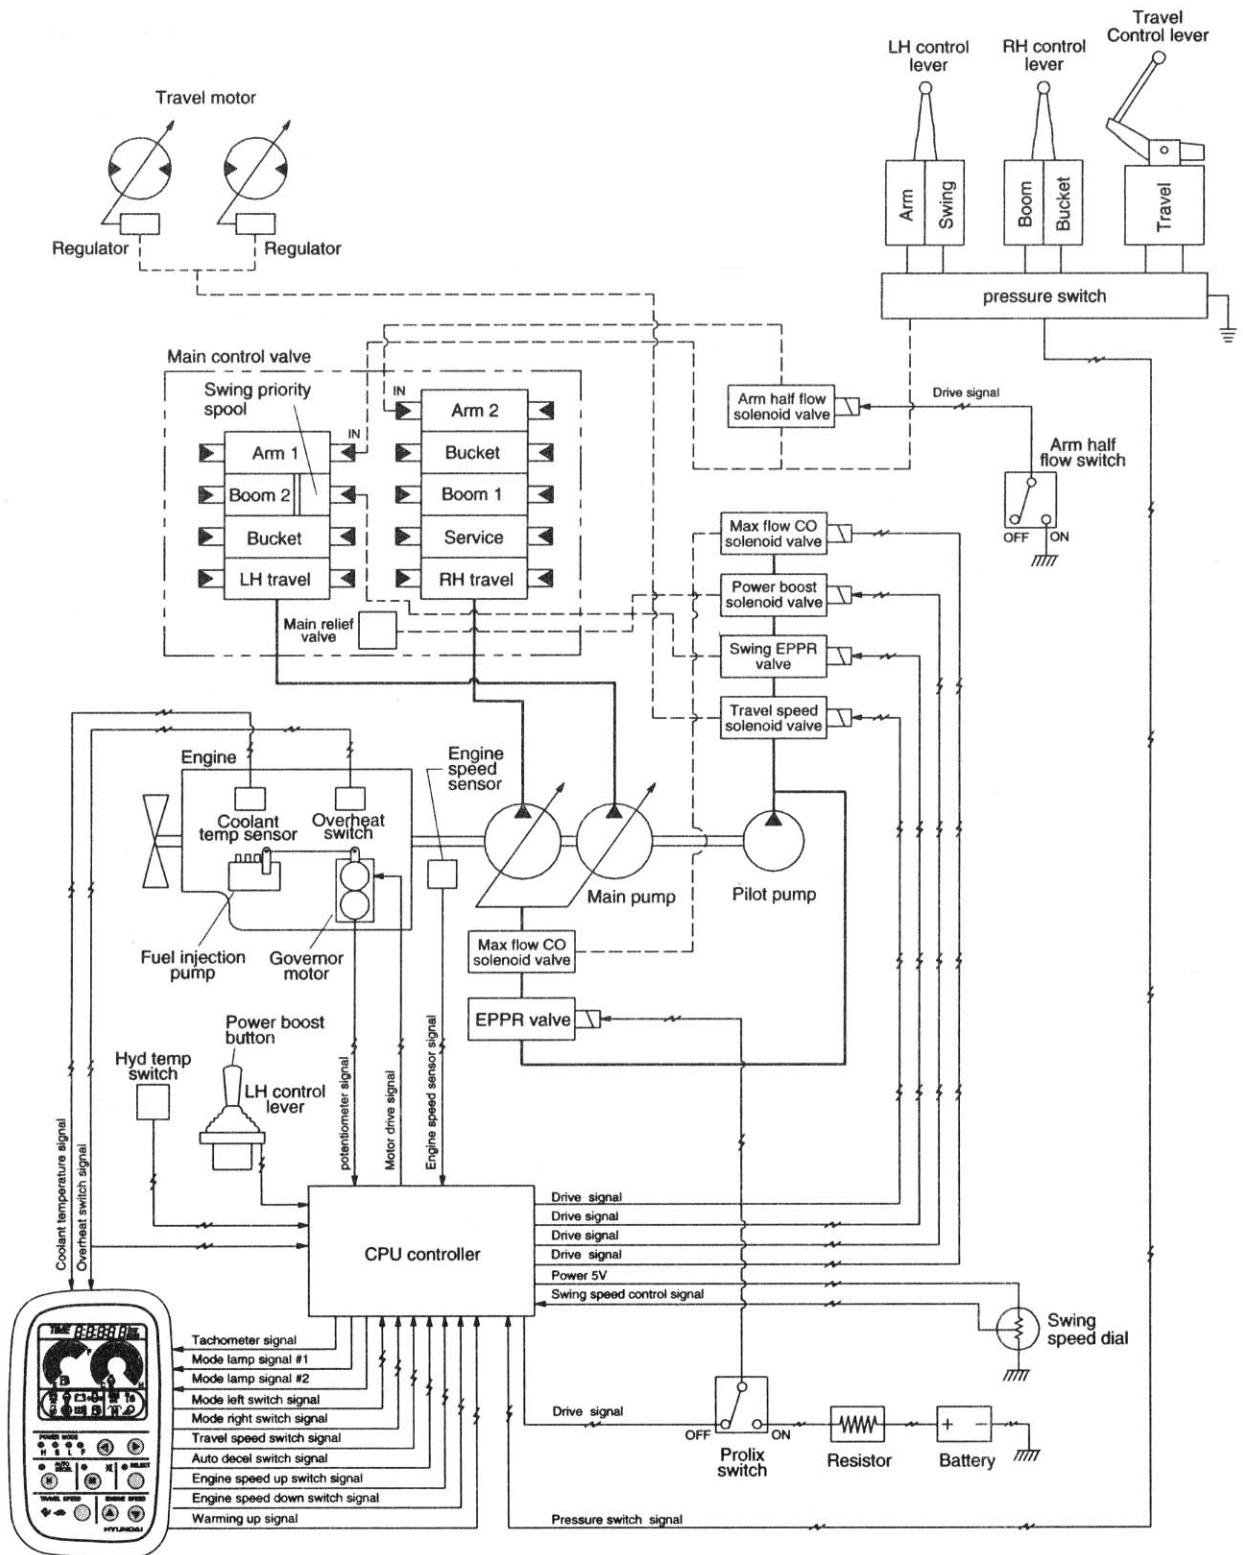 Travel
Control lever
LH control
lever
RH control
lever
Travel motor
Regulator
Regulator
Arm
Swing
Boom
Bucket
Travel
pressure switch
Main control valve
Swing priority
spool
IN
IN
Arm 1
Boom 2
Bucket
LH travel
Arm 2
Bucket
Boom 1
Service
RH travel
Main relief
valve
Arm half flow
solenoid valve
Drive signal
Arm half
flow switch
OFF
ON
Max flow CO
solenoid valve
Power boost
solenoid valve
Swing EPPR
valve
Travel speed
solenoid valve
Engine
Engine
speed
sensor
Coolant
temp sensor
Overheat
switch
Main pump
Pilot pump
Fuel injection
pump
Governor
motor
Max flow CO
solenoid valve
EPPR valve
Power boost
button
Hyd temp
switch
LH control
lever
potentiometer signal
Motor drive signal
Engine speed sensor signal
Coolant temperature signal
Overheat switch signal
CPU controller
Drive signal
Drive signal
Drive signal
Drive signal
Power 5V
Swing speed control signal
Swing
speed dial
Tachometer signal
Mode lamp signal #1
Mode lamp signal #2
Mode left switch signal
Mode right switch signal
Travel speed switch signal
Auto decel switch signal
Engine speed up switch signal
Engine speed down switch signal
Warming up signal
Drive signal
OFF
ON
Prolix
switch
Resistor
+ −
Battery
Pressure switch signal
TIME
POWER MODE
H S L F
AUTO
DECEL
SELECT
H
M
TRAVEL SPEED
ENGINE SPEED
HYUNDAI